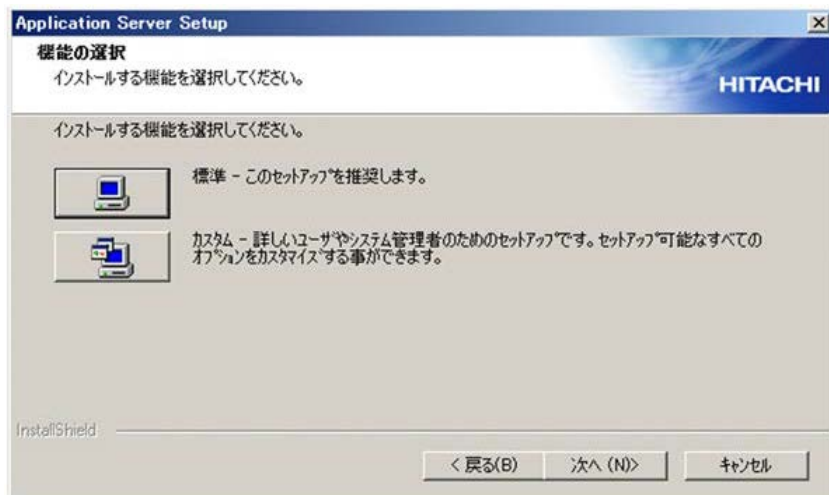 Application Server Setup
機能の選択
インストールする機能を選択してください。
HITACHI
インストールする機能を選択してください。
標準 - このセットアップを推奨します。
カスタム - 詳しいユーザやシステム管理者のためのセットアップです。セットアップ可能なすべての
オプションをカスタマイズする事ができます。
InstallShield
< 戻る(B)
次へ (N)>
キャンセル